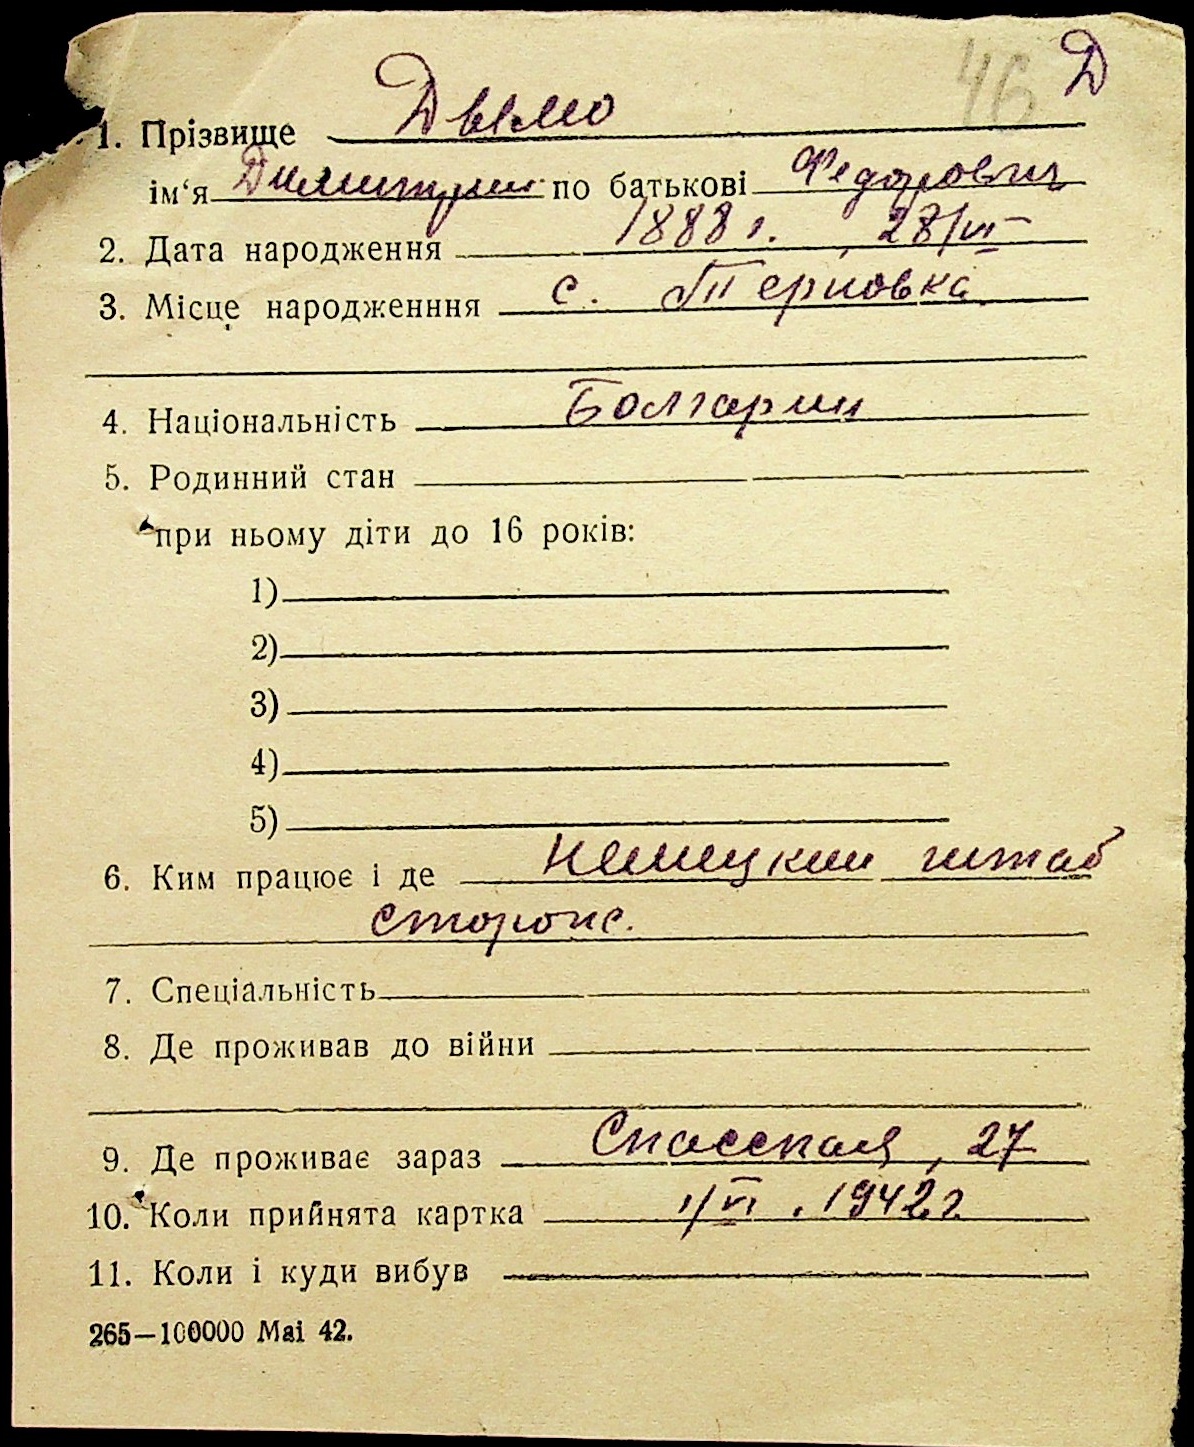 46 Д
1. Прізвище Дымо
ім‘я Димитрий по батькові Федорович
2. Дата народження 1888 г. 28/VI
3. Місце народженння с. Терновка
4. Національність Болгарин
5. Родинний стан
при ньому діти до 16 років:
1)
2)
3)
4)
5)
6. Ким працює і де Немецкий штаб
сторож.
7. Спеціальність
8. Де проживав до війни
9. Де проживає зараз Спасская, 27
10. Коли прийнята картка 1/VI. 1942 г
11. Коли і куди вибув
265—100000 Mai 42.